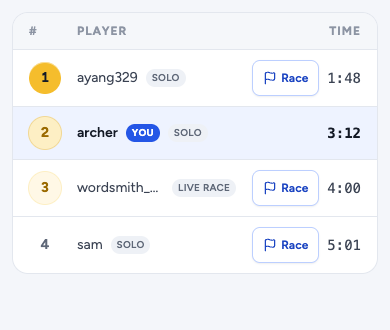 # PLAYER TIME
1 ayang329 SOLO Race 1:48
2 archer YOU SOLO 3:12
3 wordsmith_... LIVE RACE Race 4:00
4 sam SOLO Race 5:01